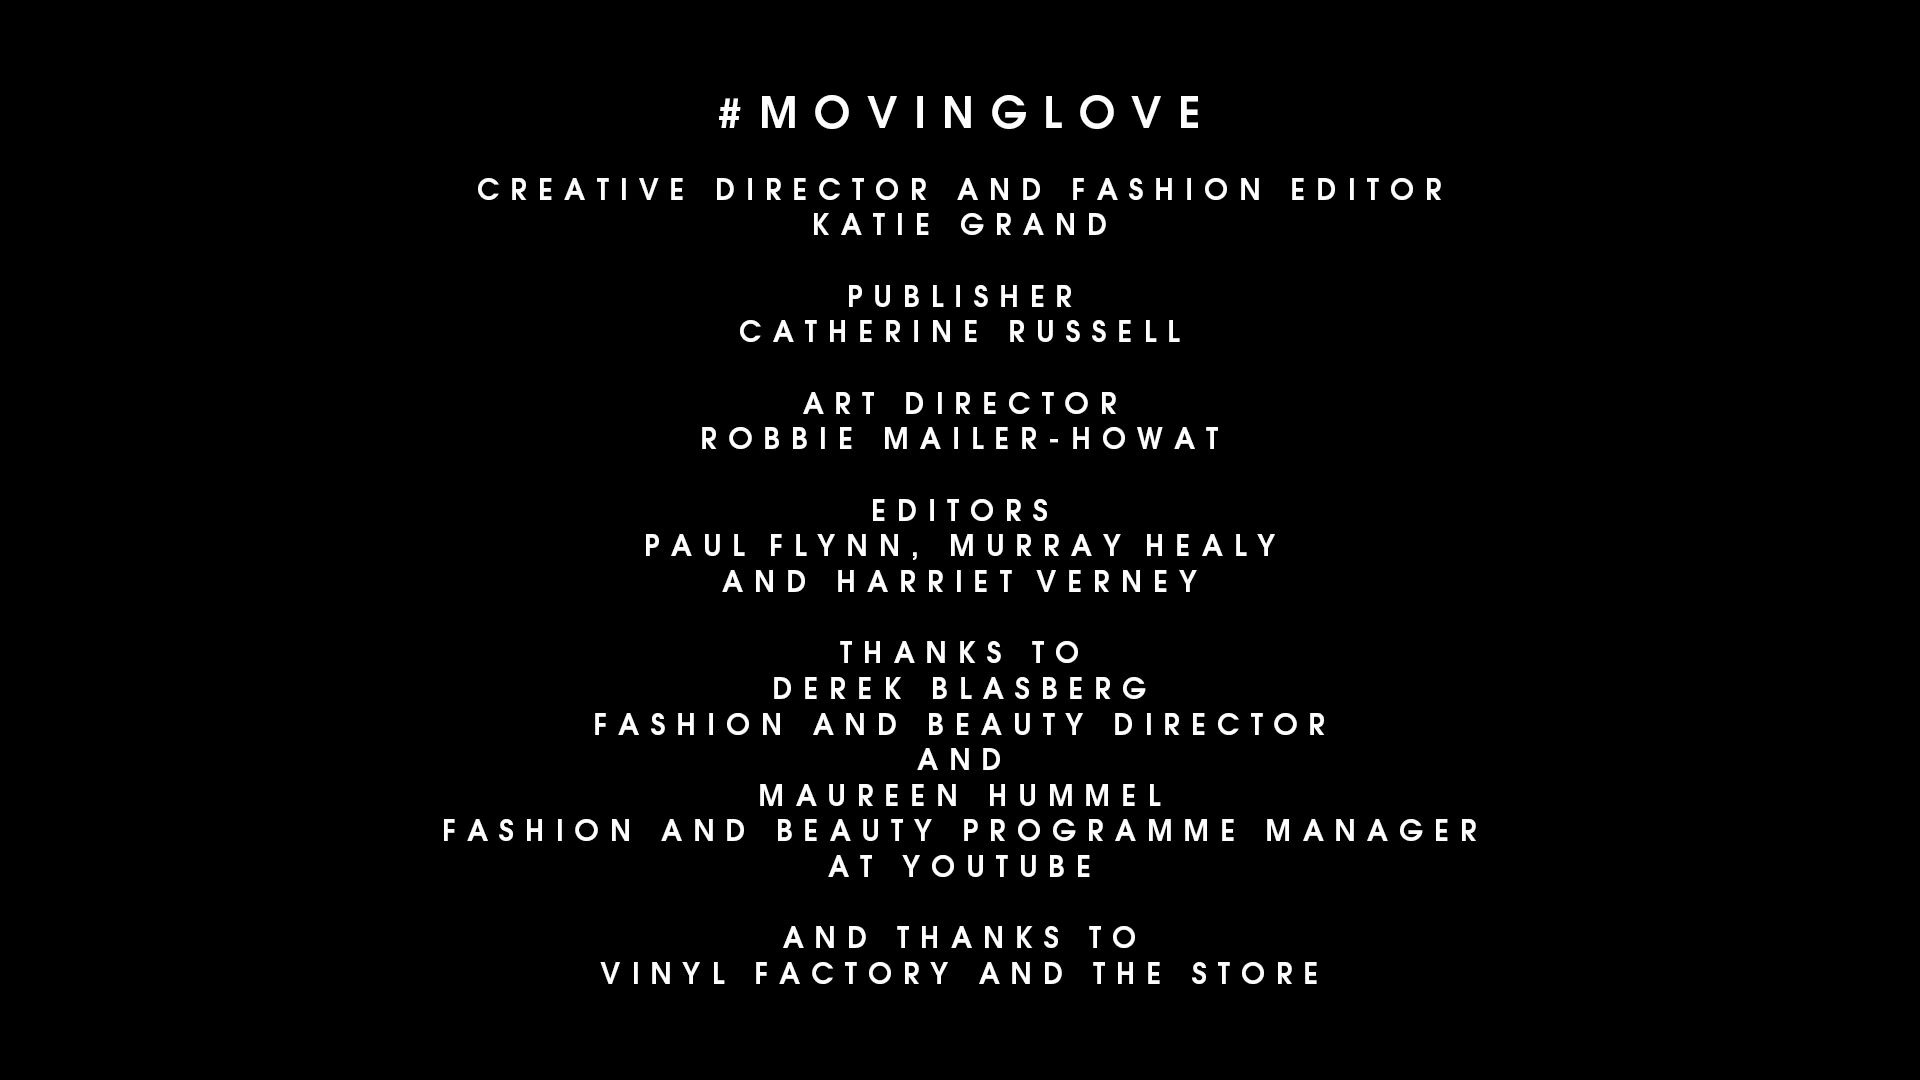 #MOVINGLOVE
CREATIVE DIRECTOR AND FASHION EDITOR
KATIE GRAND
PUBLISHER
CATHERINE RUSSELL
ART DIRECTOR
ROBBIE MAILER-HOWAT
EDITORS
PAUL FLYNN, MURRAY HEALY
AND HARRIET VERNEY
THANKS TO
DEREK BLASBERG
FASHION AND BEAUTY DIRECTOR
AND
MAUREEN HUMMEL
FASHION AND BEAUTY PROGRAMME MANAGER
AT YOUTUBE
AND THANKS TO
VINYL FACTORY AND THE STORE